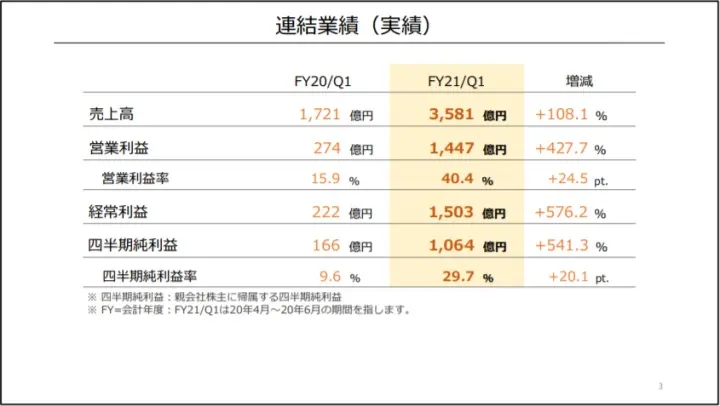 連結業績（実績）
FY20/Q1 FY21/Q1 増減
売上高 1,721 億円 3,581 億円 +108.1 %
営業利益 274 億円 1,447 億円 +427.7 %
営業利益率 15.9 % 40.4 % +24.5 pt.
経常利益 222 億円 1,503 億円 +576.2 %
四半期純利益 166 億円 1,064 億円 +541.3 %
四半期純利益率 9.6 % 29.7 % +20.1 pt.
※ 四半期純利益：親会社株主に帰属する四半期純利益
※ FY=会計年度：FY21/Q1は20年4月～20年6月の期間を指します。
3